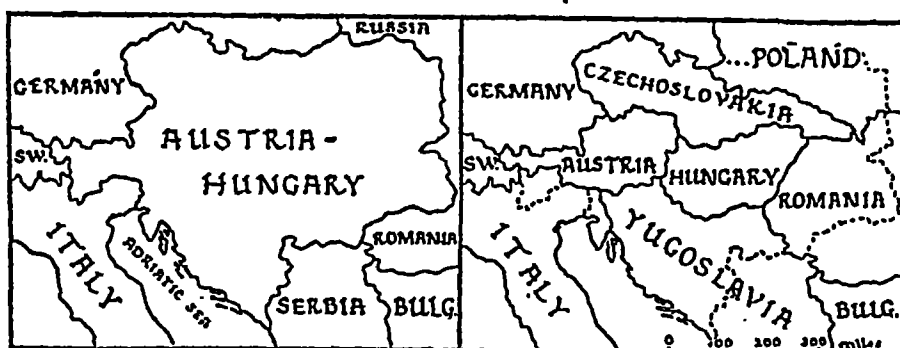 RUSSIA
GERMANY
AUSTRIA-
HUNGARY
SW.
ITALY
ADRIATIC SEA
ROMANIA
SERBIA
BULG.
POLAND
CZECHOSLOVAKIA
GERMANY
SW.
AUSTRIA
HUNGARY
ROMANIA
ITALY
YUGOSLAVIA
BULG.
0 100 200 300
miles